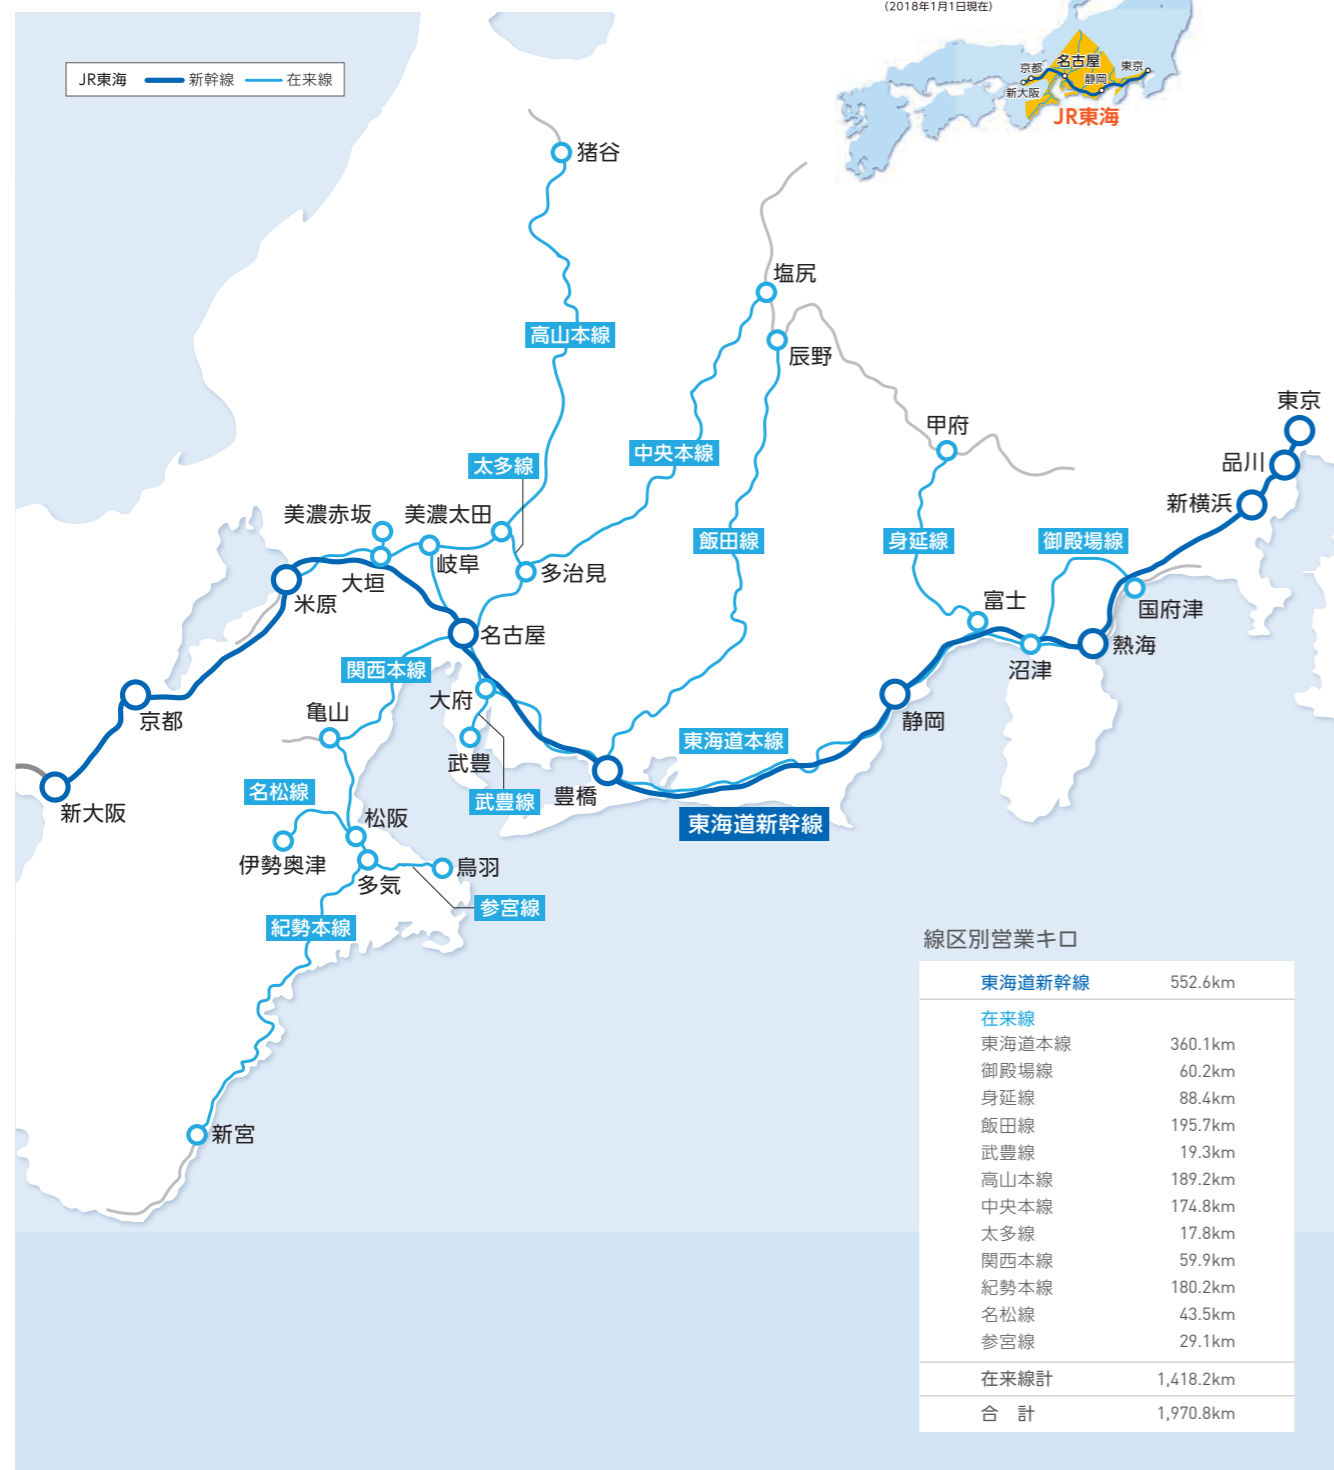 （2018年1月1日現在）
JR東海 新幹線 在来線
京都
名古屋
東京
新大阪
静岡
JR東海
猪谷
塩尻
高山本線
辰野
東京
甲府
中央本線
太多線
品川
新横浜
美濃赤坂
美濃太田
飯田線
身延線
御殿場線
岐阜
多治見
大垣
米原
富士
国府津
名古屋
熱海
沼津
関西本線
大府
亀山
京都
静岡
東海道本線
武豊
名松線
武豊線
豊橋
新大阪
松阪
東海道新幹線
伊勢奥津
多気
鳥羽
参宮線
紀勢本線
新宮
線区別営業キロ
東海道新幹線 552.6km
在来線
東海道本線 360.1km
御殿場線 60.2km
身延線 88.4km
飯田線 195.7km
武豊線 19.3km
高山本線 189.2km
中央本線 174.8km
太多線 17.8km
関西本線 59.9km
紀勢本線 180.2km
名松線 43.5km
参宮線 29.1km
在来線計 1,418.2km
合　計 1,970.8km